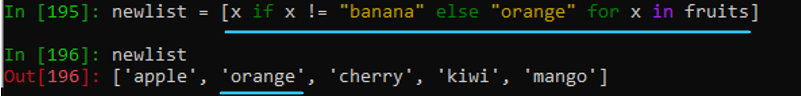 In [195]: newlist = [x if x != "banana" else "orange" for x in fruits]
In [196]: newlist
Out[196]: ['apple', 'orange', 'cherry', 'kiwi', 'mango']